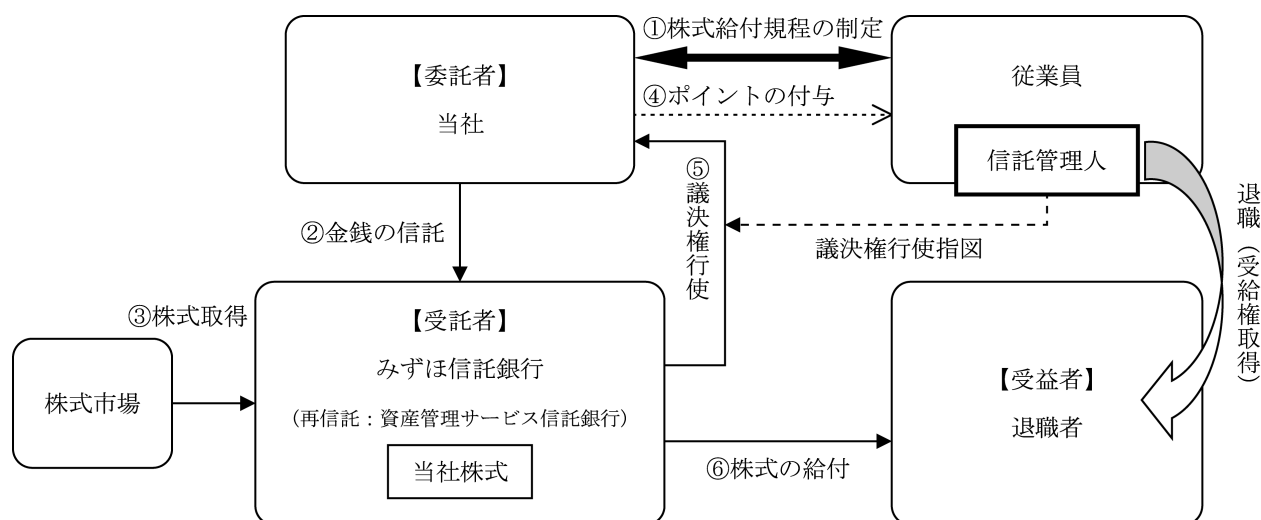 ①株式給付規程の制定
【委託者】
当社
従業員
④ポイントの付与
信託管理人
⑤議決権行使
退職（受給権取得）
②金銭の信託
議決権行使指図
③株式取得
【受託者】
みずほ信託銀行
（再信託：資産管理サービス信託銀行）
当社株式
株式市場
【受益者】
退職者
⑥株式の給付